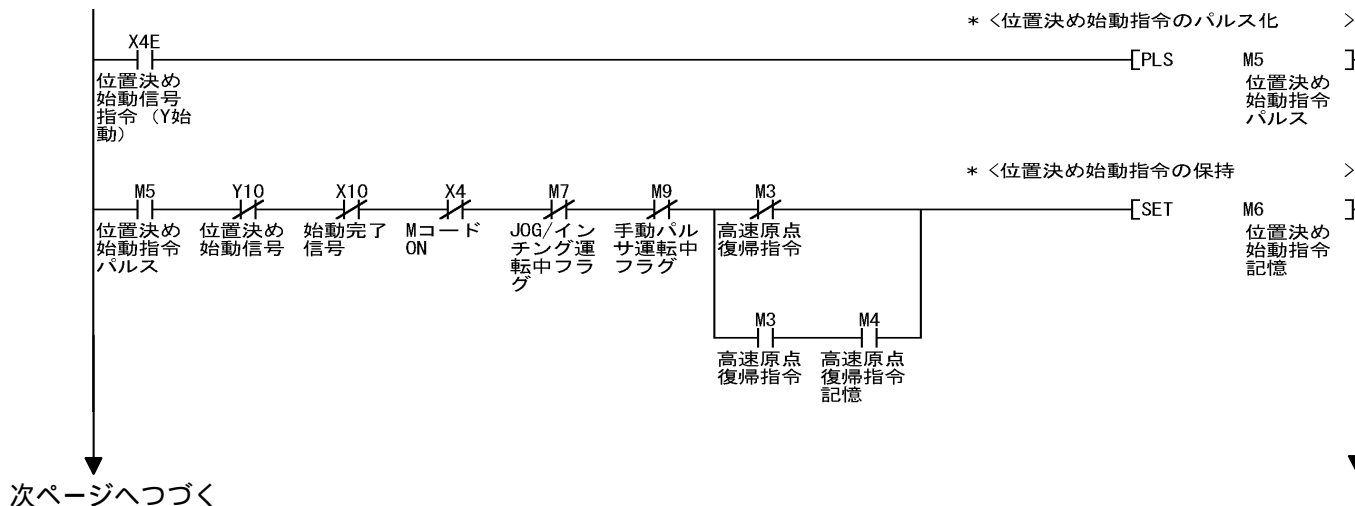 * <位置決め始動指令のパルス化 >
X4E
[PLS M5 ]
位置決め
始動信号
指令（Y始
動）
位置決め
始動指令
パルス
* <位置決め始動指令の保持 >
M5 Y10 X10 X4 M7 M9 M3
[SET M6 ]
位置決め
始動指令
パルス
位置決め
始動信号
始動完了
信号
Mコード
ON
JOG/イン
チング運
転中フラ
グ
手動パル
サ運転中
フラグ
高速原点
復帰指令
位置決め
始動指令
記憶
M3 M4
高速原点
復帰指令
高速原点
復帰指令
記憶
次ページへつづく